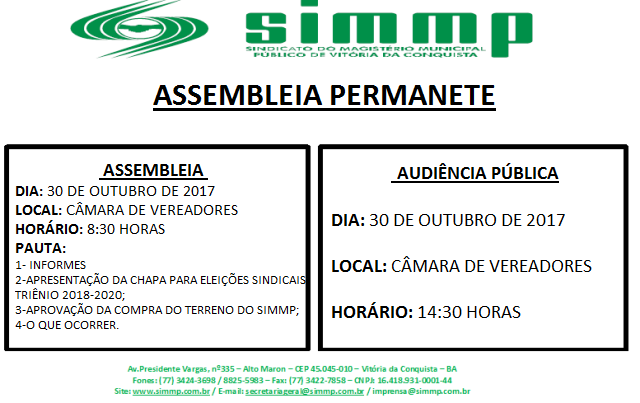 simmp
SINDICATO DO MAGISTÉRIO MUNICIPAL
PÚBLICO DE VITÓRIA DA CONQUISTA
ASSEMBLEIA PERMANETE
ASSEMBLEIA
DIA: 30 DE OUTUBRO DE 2017
LOCAL: CÂMARA DE VEREADORES
HORÁRIO: 8:30 HORAS
PAUTA:
1- INFORMES
2-APRESENTAÇÃO DA CHAPA PARA ELEIÇÕES SINDICAIS
TRIÊNIO 2018-2020;
3-APROVAÇÃO DA COMPRA DO TERRENO DO SIMMP;
4-O QUE OCORRER.
AUDIÊNCIA PÚBLICA
DIA: 30 DE OUTUBRO DE 2017
LOCAL: CÂMARA DE VEREADORES
HORÁRIO: 14:30 HORAS
Av.Presidente Vargas, nº335 – Alto Maron – CEP 45.045-010 – Vitória da Conquista – BA
Fones: (77) 3424-3698 / 8825-5983 – Fax: (77) 3422-7858 – CNPJ: 16.418.931-0001-44
Site: www.simmp.com.br / E-mail: secretariageral@simmp.com.br / imprensa@simmp.com.br